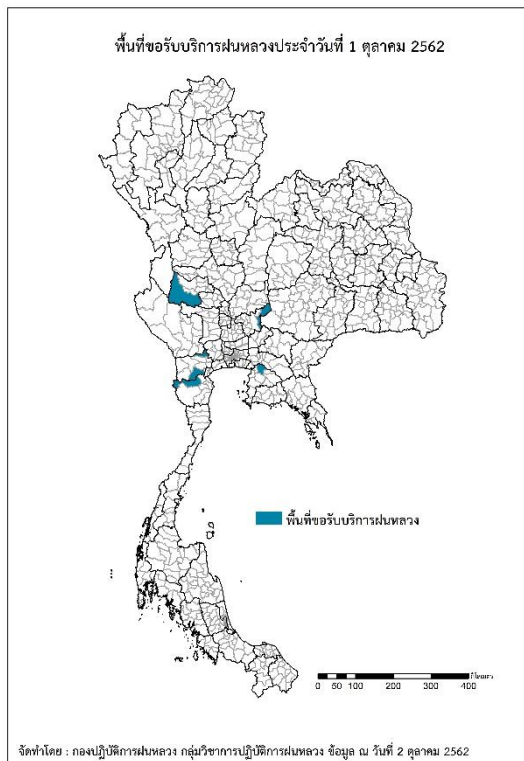 พื้นที่ขอรับบริการฝนหลวงประจำวันที่ 1 ตุลาคม 2562
พื้นที่ขอรับบริการฝนหลวง
0 50 100 200 300 400
จัดทำโดย : กองปฏิบัติการฝนหลวง กลุ่มวิชาการปฏิบัติการฝนหลวง ข้อมูล ณ วันที่ 2 ตุลาคม 2562